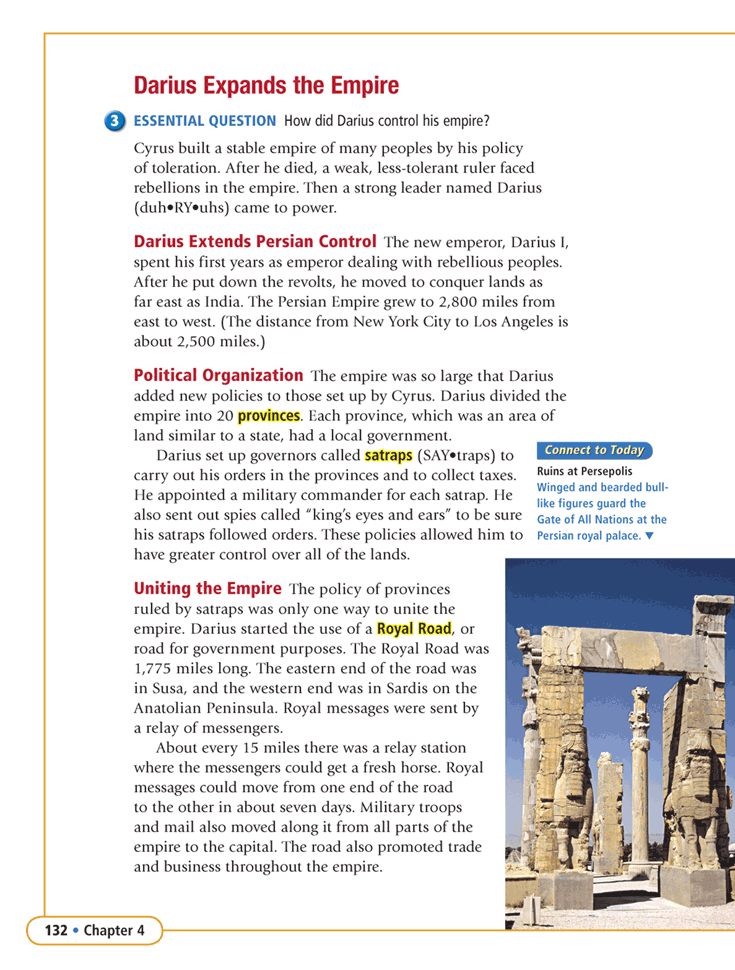 Darius Expands the Empire
3 ESSENTIAL QUESTION How did Darius control his empire?
Cyrus built a stable empire of many peoples by his policy
of toleration. After he died, a weak, less-tolerant ruler faced
rebellions in the empire. Then a strong leader named Darius
(duh•RY•uhs) came to power.
Darius Extends Persian Control The new emperor, Darius I,
spent his first years as emperor dealing with rebellious peoples.
After he put down the revolts, he moved to conquer lands as
far east as India. The Persian Empire grew to 2,800 miles from
east to west. (The distance from New York City to Los Angeles is
about 2,500 miles.)
Political Organization The empire was so large that Darius
added new policies to those set up by Cyrus. Darius divided the
empire into 20 provinces. Each province, which was an area of
land similar to a state, had a local government.
Darius set up governors called satraps (SAY•traps) to
carry out his orders in the provinces and to collect taxes.
He appointed a military commander for each satrap. He
also sent out spies called “king’s eyes and ears” to be sure
his satraps followed orders. These policies allowed him to
have greater control over all of the lands.
Connect to Today
Ruins at Persepolis
Winged and bearded bull-
like figures guard the
Gate of All Nations at the
Persian royal palace. ▼
Uniting the Empire The policy of provinces
ruled by satraps was only one way to unite the
empire. Darius started the use of a Royal Road, or
road for government purposes. The Royal Road was
1,775 miles long. The eastern end of the road was
in Susa, and the western end was in Sardis on the
Anatolian Peninsula. Royal messages were sent by
a relay of messengers.
About every 15 miles there was a relay station
where the messengers could get a fresh horse. Royal
messages could move from one end of the road
to the other in about seven days. Military troops
and mail also moved along it from all parts of the
empire to the capital. The road also promoted trade
and business throughout the empire.
132 • Chapter 4